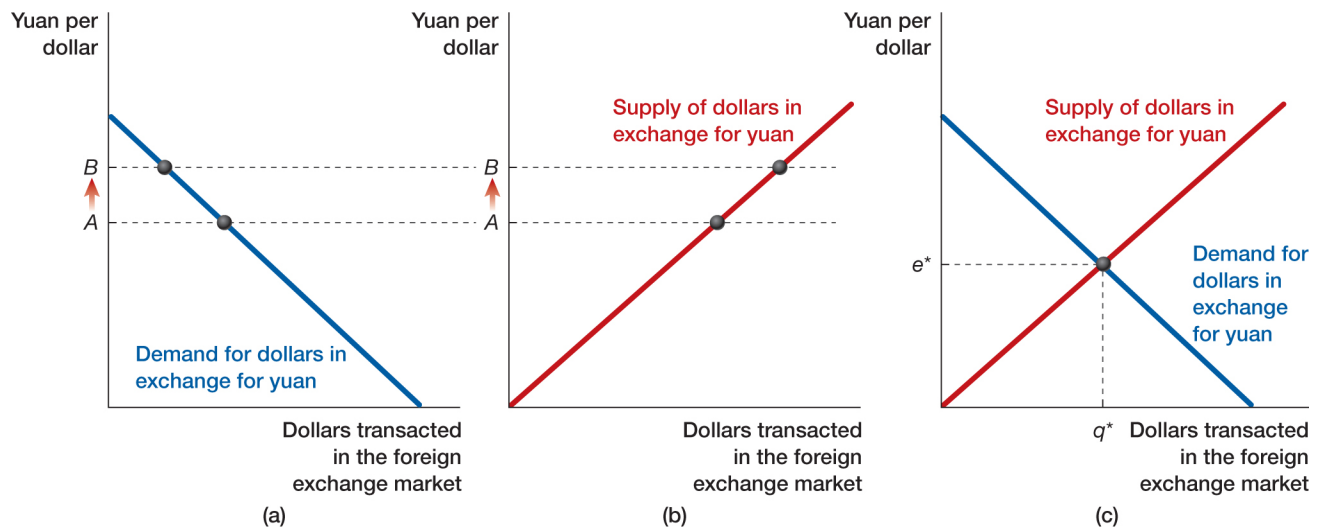 Yuan per
dollar
B
A
Demand for dollars in
exchange for yuan
Dollars transacted
in the foreign
exchange market
(a)
Yuan per
dollar
Supply of dollars in
exchange for yuan
B
A
Dollars transacted
in the foreign
exchange market
(b)
Yuan per
dollar
Supply of dollars in
exchange for yuan
e*
Demand for
dollars in
exchange
for yuan
q*
Dollars transacted
in the foreign
exchange market
(c)